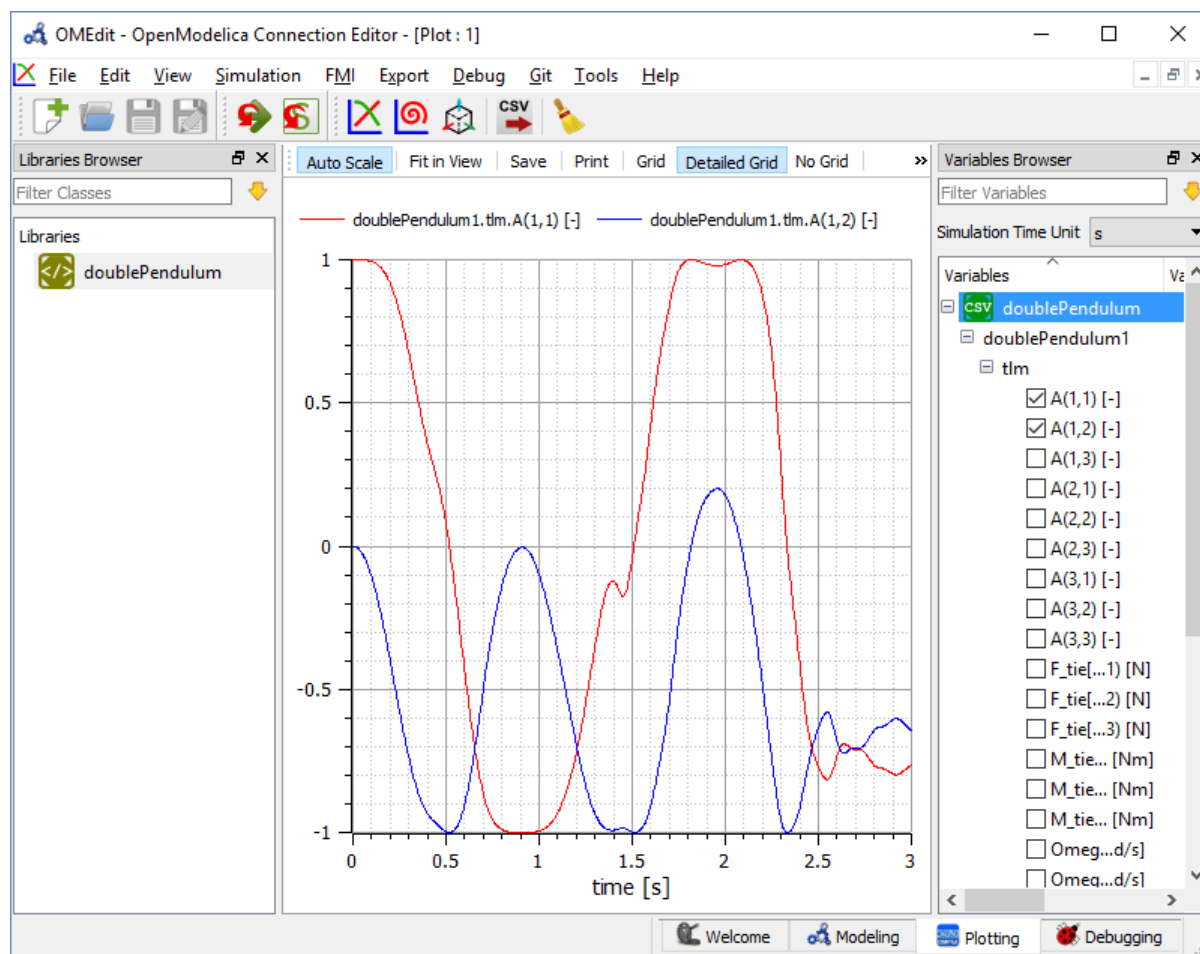 OMEdit - OpenModelica Connection Editor - [Plot : 1]
File Edit View Simulation FMI Export Debug Git Tools Help
CSV
Libraries Browser
Filter Classes
Libraries
</> doublePendulum
Auto Scale Fit in View Save Print Grid Detailed Grid No Grid »
doublePendulum1.tlm.A(1,1) [-] doublePendulum1.tlm.A(1,2) [-]
1
0.5
0
-0.5
-1
0 0.5 1 1.5 2 2.5 3
time [s]
Variables Browser
Filter Variables
Simulation Time Unit s
Variables
CSV doublePendulum
doublePendulum1
tlm
A(1,1) [-]
A(1,2) [-]
A(1,3) [-]
A(2,1) [-]
A(2,2) [-]
A(2,3) [-]
A(3,1) [-]
A(3,2) [-]
A(3,3) [-]
F_tie[...1) [N]
F_tie[...2) [N]
F_tie[...3) [N]
M_tie... [Nm]
M_tie... [Nm]
M_tie... [Nm]
Omeg...d/s]
Omeg...d/s]
Welcome Modeling Plotting Debugging